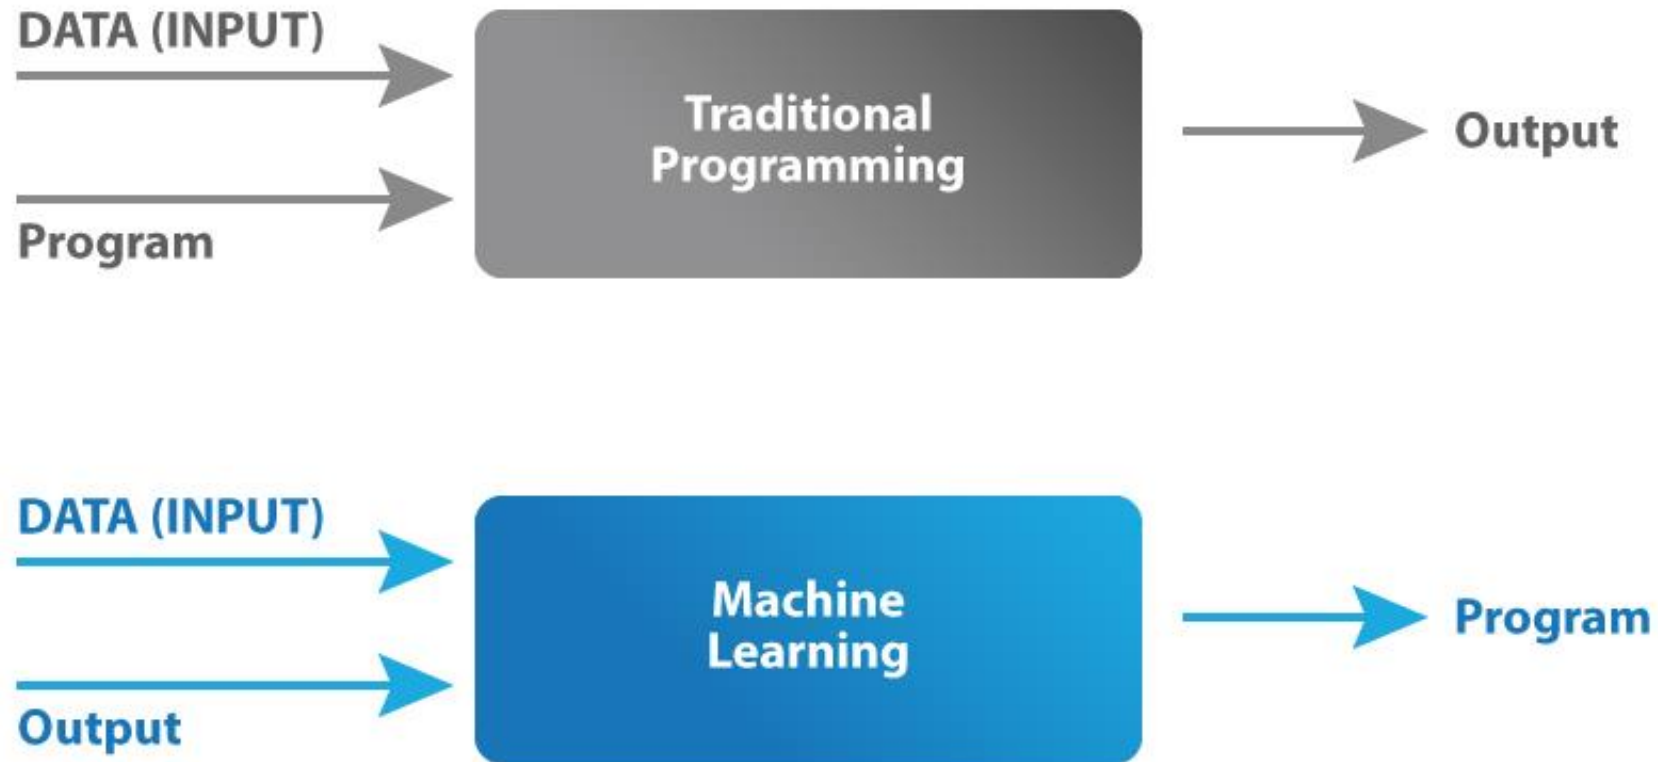 DATA (INPUT)
Program
Traditional
Programming
Output
DATA (INPUT)
Output
Machine
Learning
Program